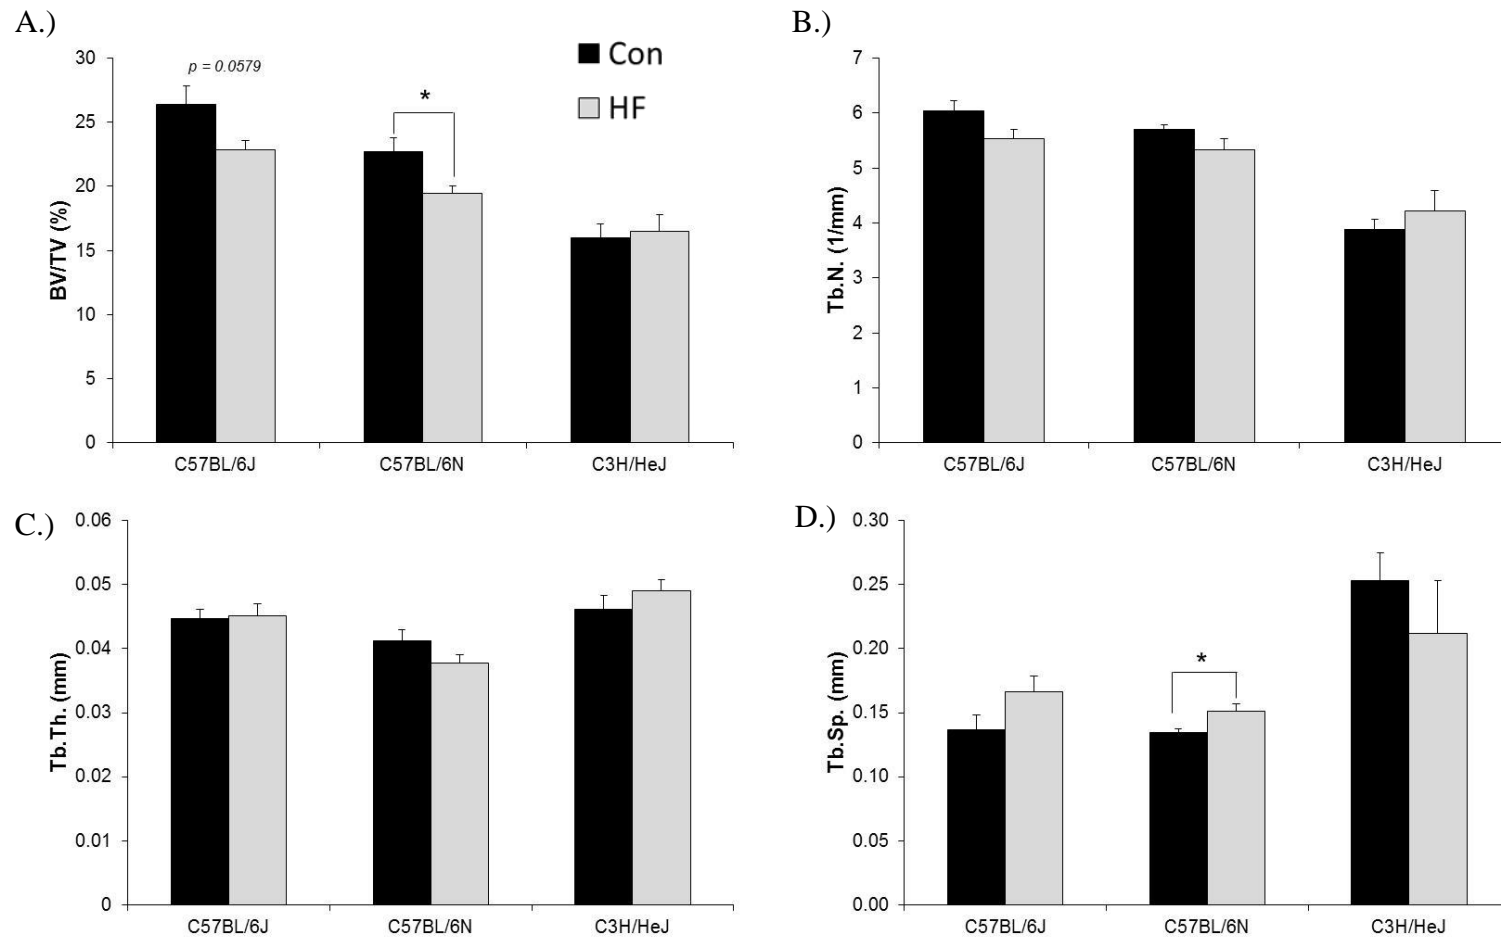 A.)
BV/TV (%)
30
25
20
15
10
5
0
p = 0.0579
*
Con
HF
C57BL/6J
C57BL/6N
C3H/HeJ
B.)
Tb.N. (1/mm)
7
6
5
4
3
2
1
0
C57BL/6J
C57BL/6N
C3H/HeJ
C.)
Tb.Th. (mm)
0.06
0.05
0.04
0.03
0.02
0.01
0
C57BL/6J
C57BL/6N
C3H/HeJ
D.)
Tb.Sp. (mm)
0.30
0.25
0.20
0.15
0.10
0.05
0.00
*
C57BL/6J
C57BL/6N
C3H/HeJ